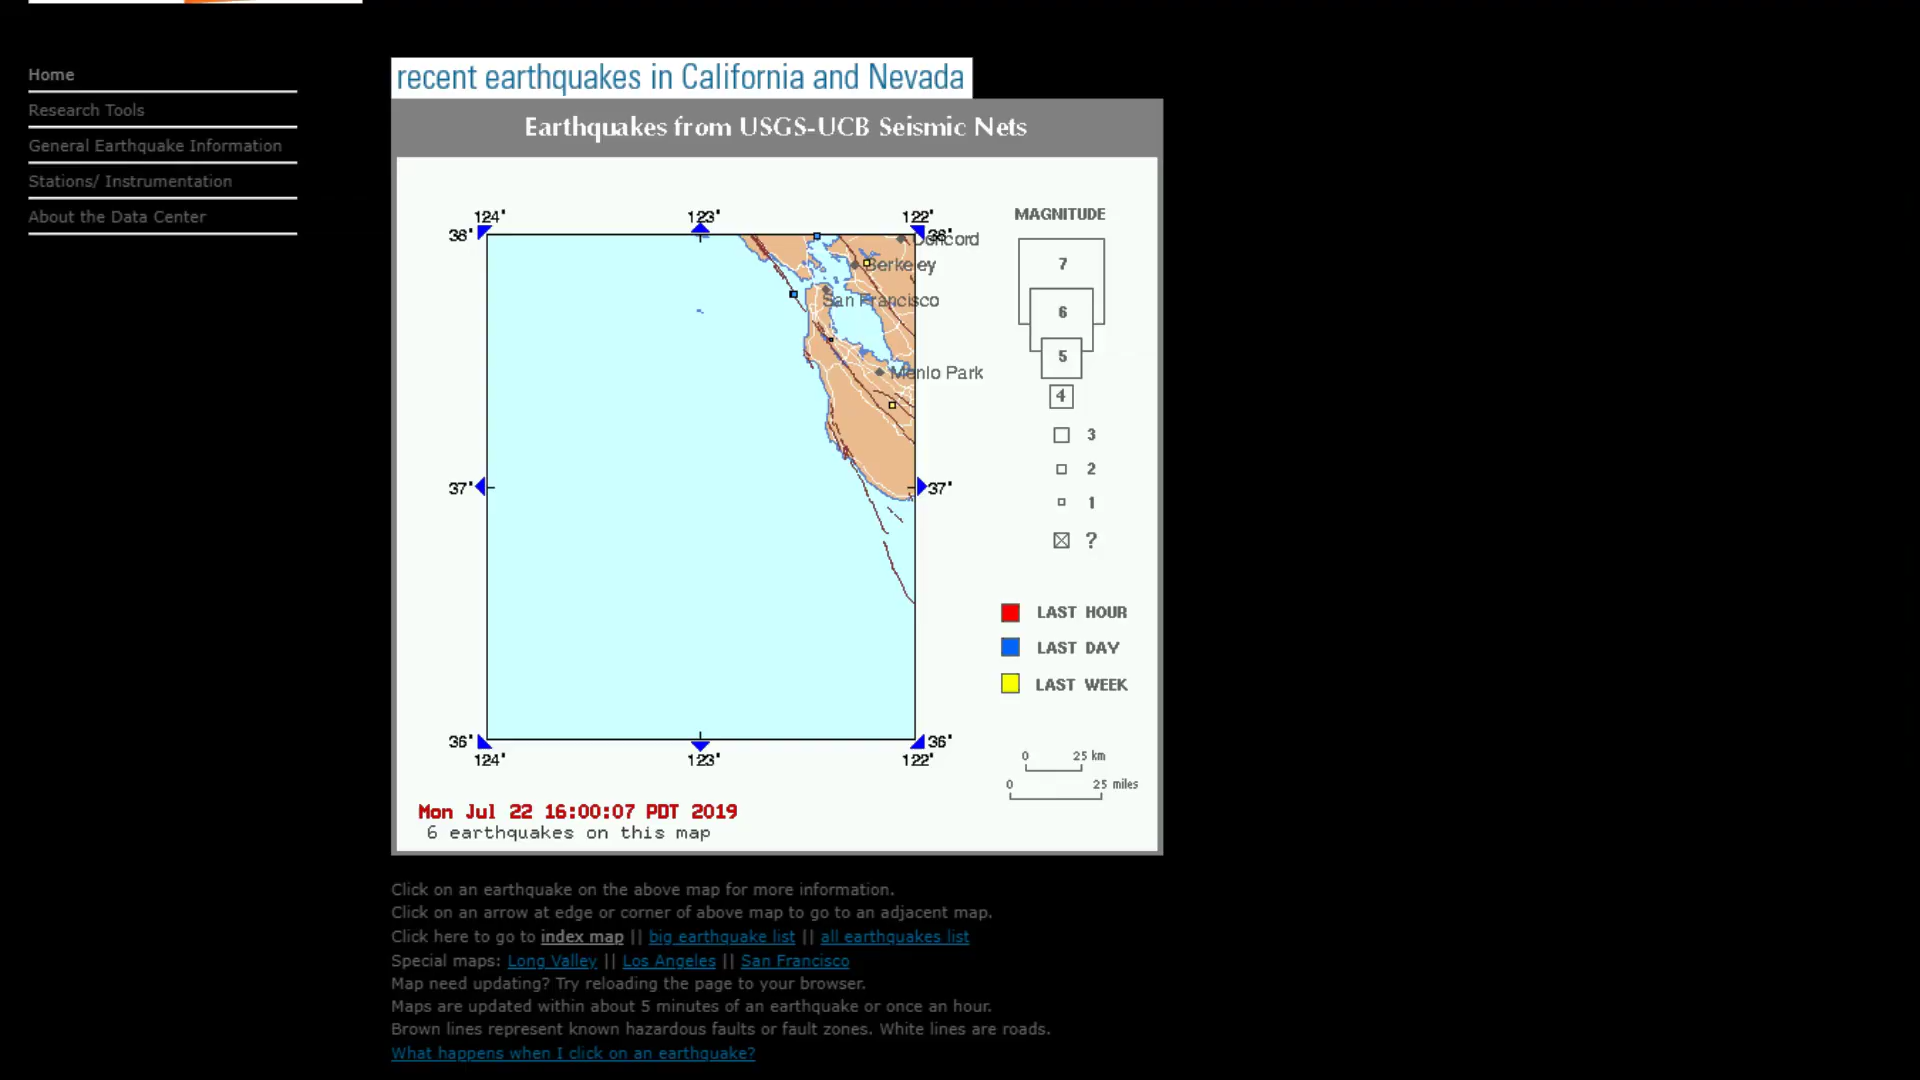 Home
Research Tools
General Earthquake Information
Stations/ Instrumentation
About the Data Center
recent earthquakes in California and Nevada
Earthquakes from USGS-UCB Seismic Nets
124° 123° 122°
38° 38°
Concord
Berkeley
San Francisco
Menlo Park
37° 37°
36° 36°
124° 123° 122°
MAGNITUDE
7
6
5
4
3
2
1
?
LAST HOUR
LAST DAY
LAST WEEK
0 25 km
0 25 miles
Mon Jul 22 16:00:07 PDT 2019
6 earthquakes on this map
Click on an earthquake on the above map for more information.
Click on an arrow at edge or corner of above map to go to an adjacent map.
Click here to go to index map || big earthquake list || all earthquakes list
Special maps: Long Valley || Los Angeles || San Francisco
Map need updating? Try reloading the page to your browser.
Maps are updated within about 5 minutes of an earthquake or once an hour.
Brown lines represent known hazardous faults or fault zones. White lines are roads.
What happens when I click on an earthquake?